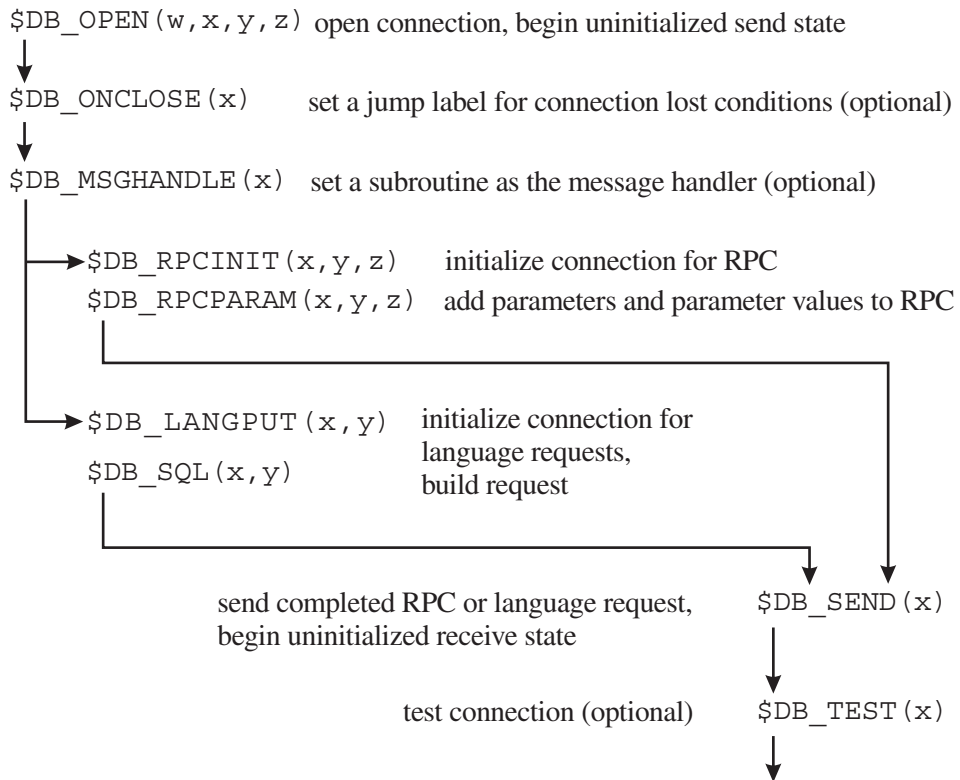 $DB_OPEN(w,x,y,z) open connection, begin uninitialized send state
$DB_ONCLOSE(x) set a jump label for connection lost conditions (optional)
$DB_MSGHANDLE(x) set a subroutine as the message handler (optional)
$DB_RPCINIT(x,y,z) initialize connection for RPC
$DB_RPCPARAM(x,y,z) add parameters and parameter values to RPC
$DB_LANGPUT(x,y) initialize connection for
language requests,
$DB_SQL(x,y)
build request
send completed RPC or language request, $DB_SEND(x)
begin uninitialized receive state
test connection (optional) $DB_TEST(x)